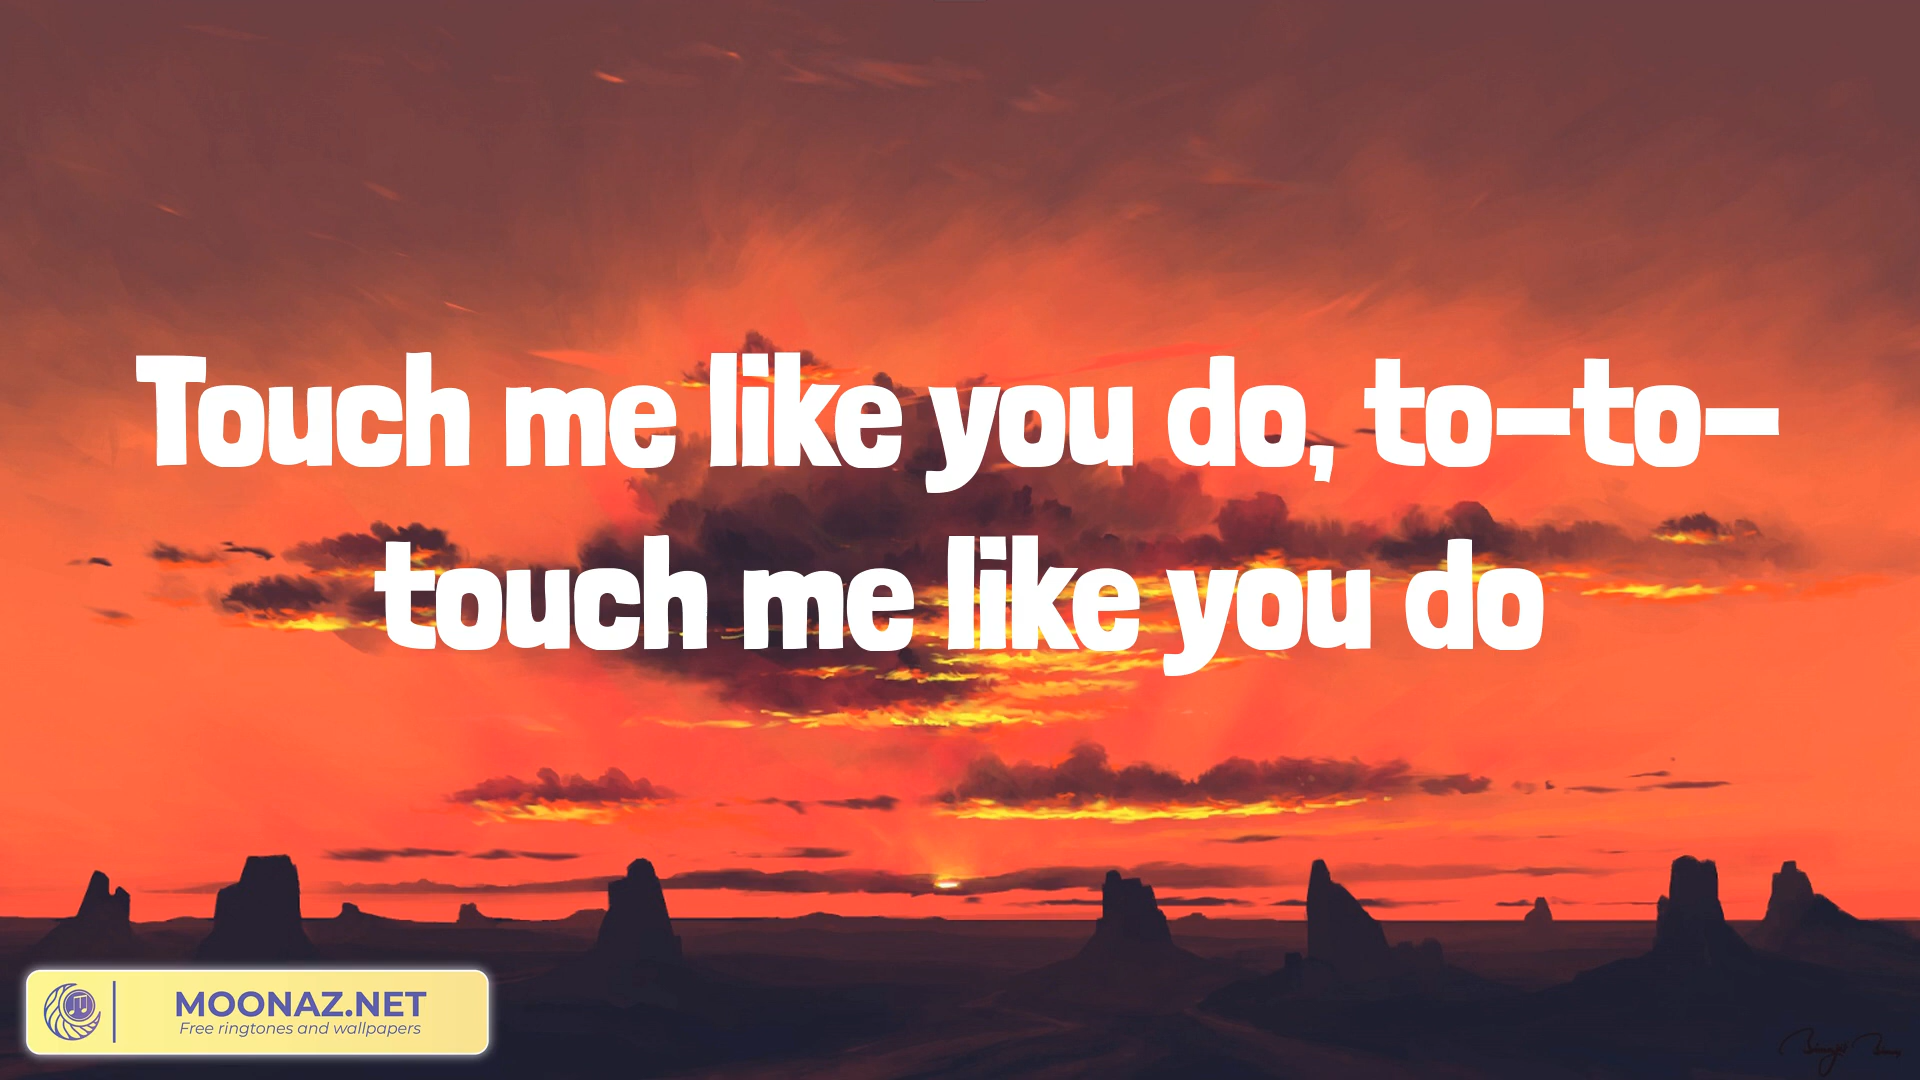 Touch me like you do, to-to-
touch me like you do
MOONAZ.NET
Free ringtones and wallpapers